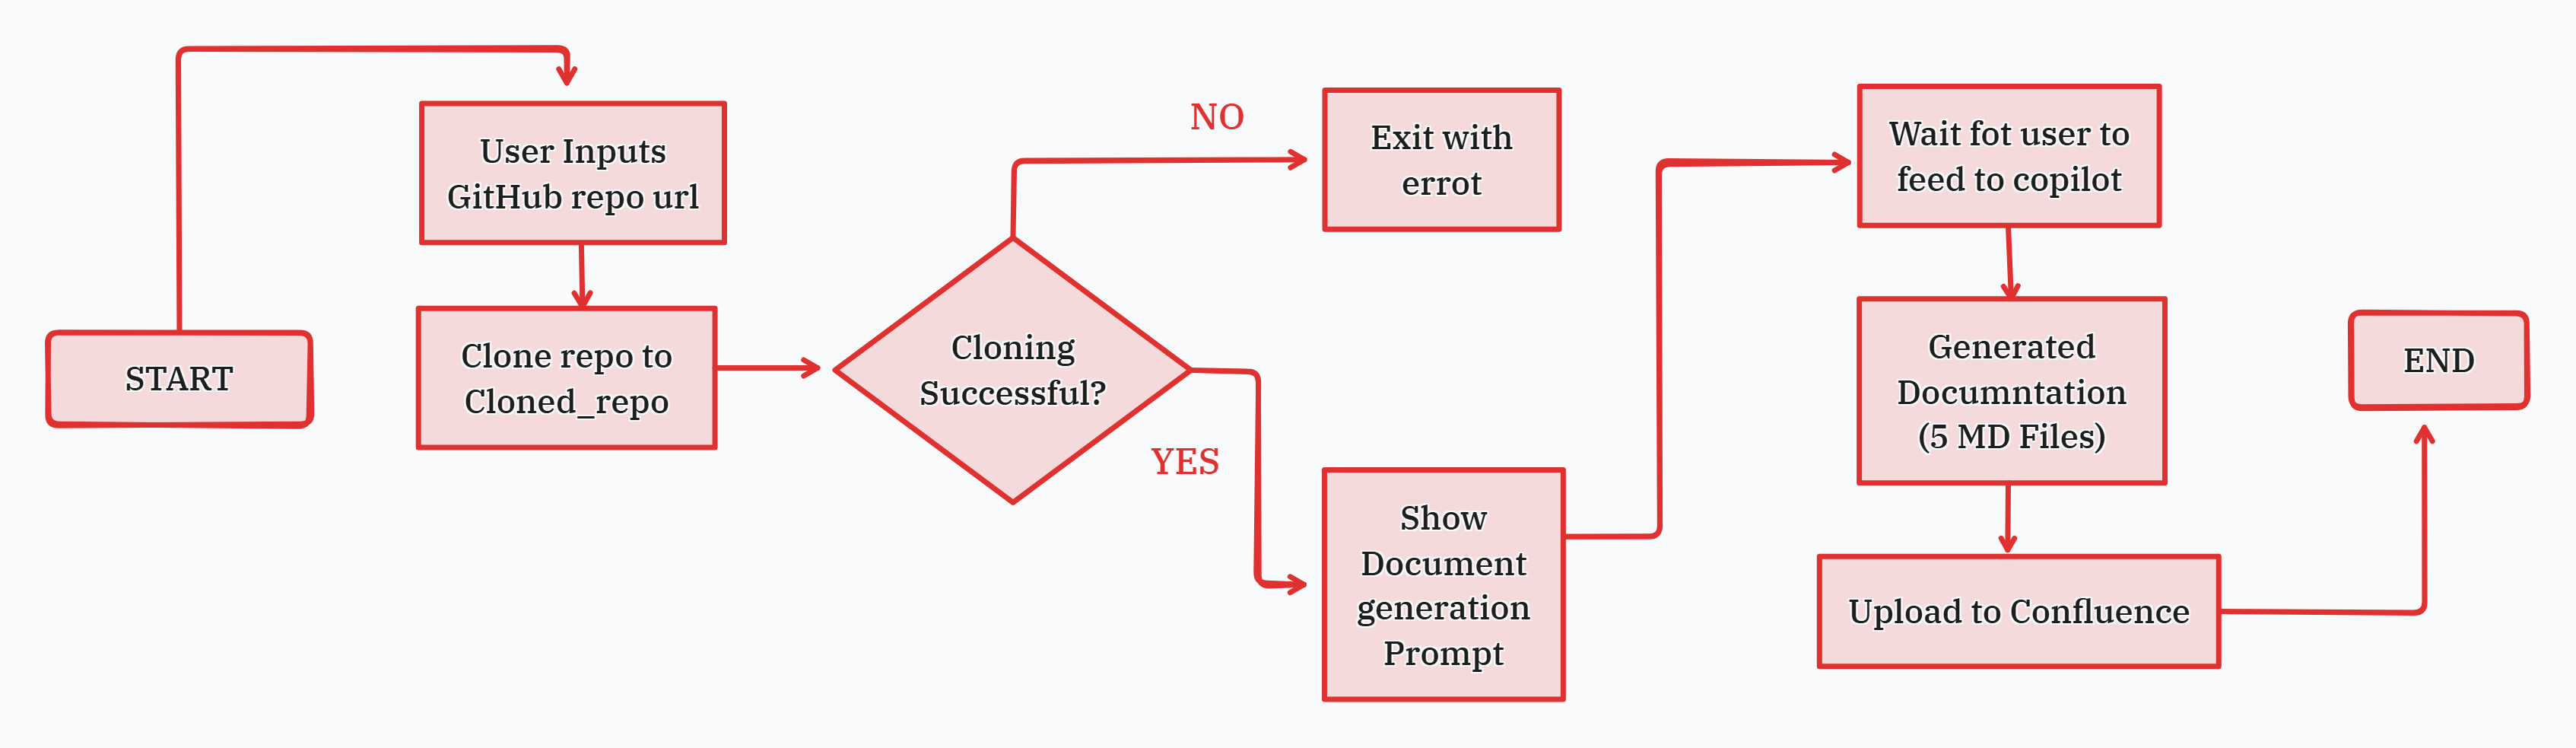 START
User Inputs
GitHub repo url
Clone repo to
Cloned_repo
Cloning
Successful?
NO
Exit with
errot
YES
Show
Document
generation
Prompt
Wait fot user to
feed to copilot
Generated
Documntation
(5 MD Files)
Upload to Confluence
END